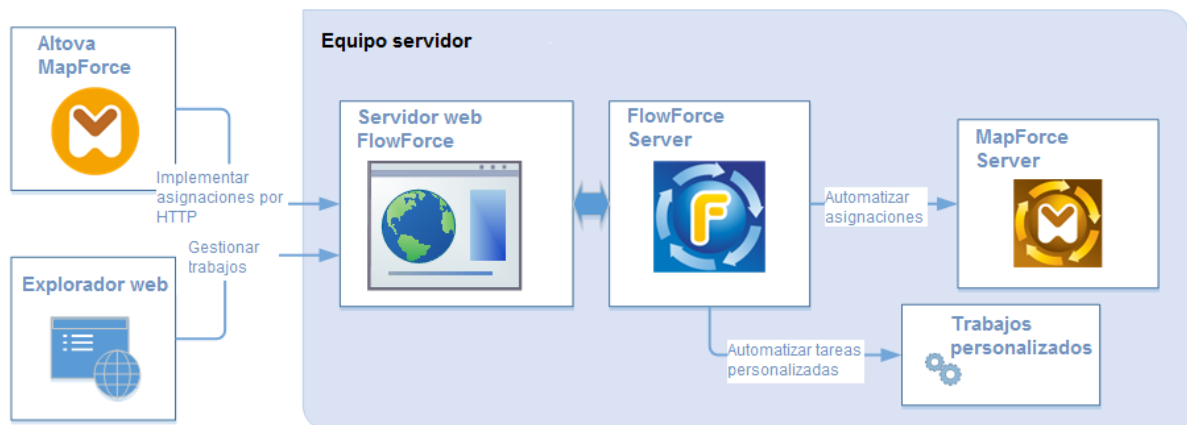 Altova
MapForce
Equipo servidor
Servidor web
FlowForce
FlowForce
Server
MapForce
Server
Implementar
asignaciones por
HTTP
Automatizar
asignaciones
Gestionar
trabajos
Explorador web
Automatizar tareas
personalizadas
Trabajos
personalizados